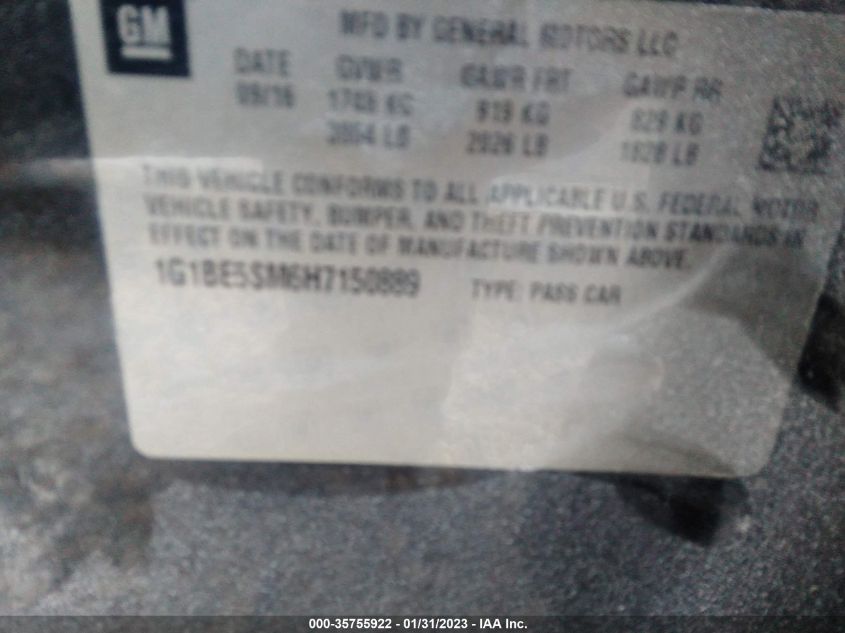 GM
MFD BY GENERAL MOTORS LLC
DATE GVWR GAWR FRT GAWR RR
09/16 KG 919 KG 829 KG
LB 2026 LB 1828 LB
THIS VEHICLE CONFORMS TO ALL APPLICABLE U.S. FEDERAL MOTOR
VEHICLE SAFETY, BUMPER, AND THEFT PREVENTION STANDARDS IN
EFFECT ON THE DATE OF MANUFACTURE SHOWN ABOVE.
1G1BE5SM6H7150889 TYPE: PASS CAR
000-35755922 - 01/31/2023 - IAA Inc.